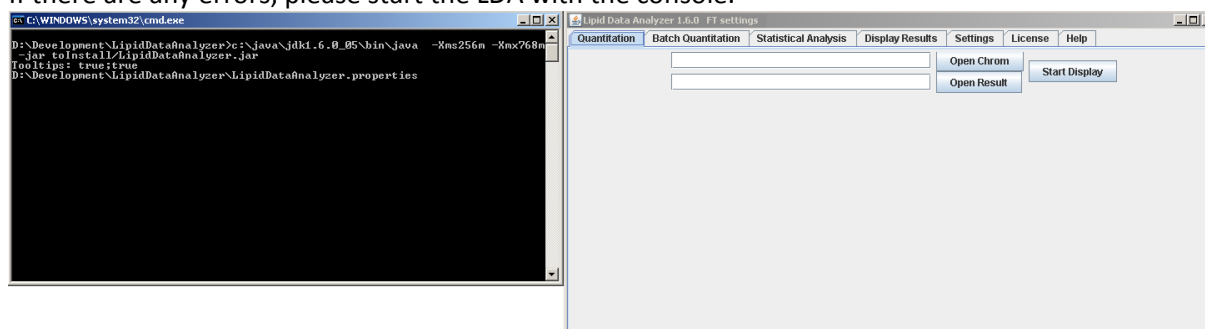 If there are any errors, please start the LDA with the console:
C:\WINDOWS\system32\cmd.exe
D:\Development\LipidDataAnalyzer>c:\java\jdk1.6.0_05\bin\java -Xms256m -Xmx768m
-jar toInstall/LipidDataAnalyzer.jar
Tooltips: true;true
D:\Development\LipidDataAnalyzer\LipidDataAnalyzer.properties
Lipid Data Analyzer 1.6.0 FT settings
Quantitation Batch Quantitation Statistical Analysis Display Results Settings License Help
Open Chrom
Start Display
Open Result